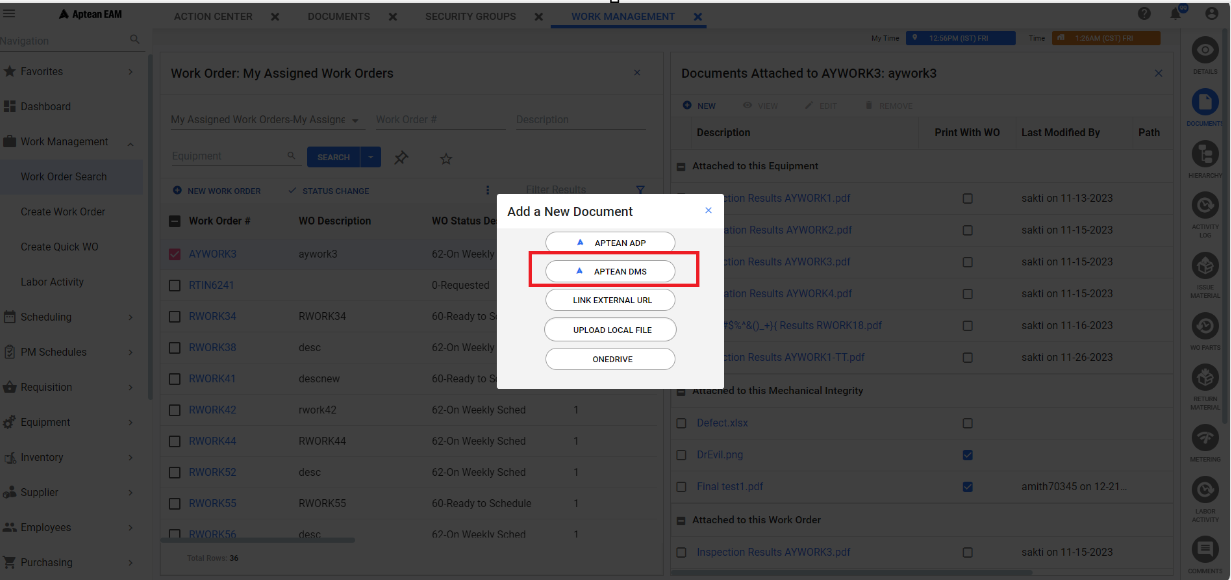 Aptean EAM
ACTION CENTER
DOCUMENTS
SECURITY GROUPS
WORK MANAGEMENT
Navigation
My Time
12:56PM (IST) FRI
Time
1:26AM (CST) FRI
Favorites
Dashboard
Work Management
Work Order Search
Create Work Order
Create Quick WO
Labor Activity
Scheduling
PM Schedules
Requisition
Equipment
Inventory
Supplier
Employees
Purchasing
Work Order: My Assigned Work Orders
My Assigned Work Orders-My Assigne
Work Order #
Description
Equipment
SEARCH
NEW WORK ORDER
STATUS CHANGE
Filter Results
Work Order # WO Description WO Status De
AYWORK3 aywork3 62-On Weekly
RTIN6241 0-Requested
RWORK34 RWORK34 60-Ready to S
RWORK38 desc 62-On Weekly
RWORK41 descnew 60-Ready to S
RWORK42 rwork42 62-On Weekly Sched 1
RWORK44 RWORK44 62-On Weekly Sched 1
RWORK52 desc 62-On Weekly Sched 1
RWORK55 RWORK55 60-Ready to Schedule 1
RWORK56 desc 62-On Weekly Sched 1
Total Rows: 36
Add a New Document
APTEAN ADP
APTEAN DMS
LINK EXTERNAL URL
UPLOAD LOCAL FILE
ONEDRIVE
Documents Attached to AYWORK3: aywork3
NEW
VIEW
EDIT
REMOVE
Description Print With WO Last Modified By Path
Attached to this Equipment
ction Results AYWORK1.pdf sakti on 11-13-2023
ation Results AYWORK2.pdf sakti on 11-15-2023
ction Results AYWORK3.pdf sakti on 11-15-2023
ation Results AYWORK4.pdf sakti on 11-15-2023
#$%^&()_+){ Results RWORK18.pdf sakti on 11-16-2023
ction Results AYWORK1-TT.pdf sakti on 11-26-2023
Attached to this Mechanical Integrity
Defect.xlsx
DrEvil.png
Final test1.pdf amith70345 on 12-21...
Attached to this Work Order
Inspection Results AYWORK3.pdf sakti on 11-15-2023
DETAILS
DOCUMENTS
HIERARCHY
ACTIVITY
LOG
ISSUE
MATERIAL
WO PARTS
RETURN
MATERIAL
METERING
LABOR
ACTIVITY
COMMENTS